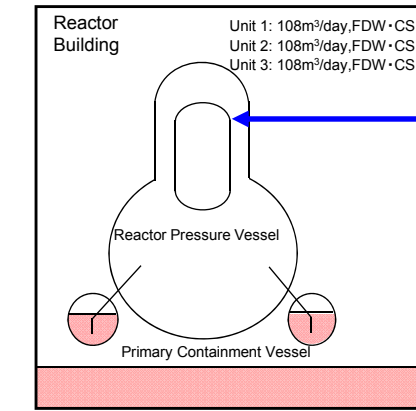 Reactor
Building
Unit 1: 108m³/day,FDW・CS
Unit 2: 108m³/day,FDW・CS
Unit 3: 108m³/day,FDW・CS
Reactor Pressure Vessel
Primary Containment Vessel